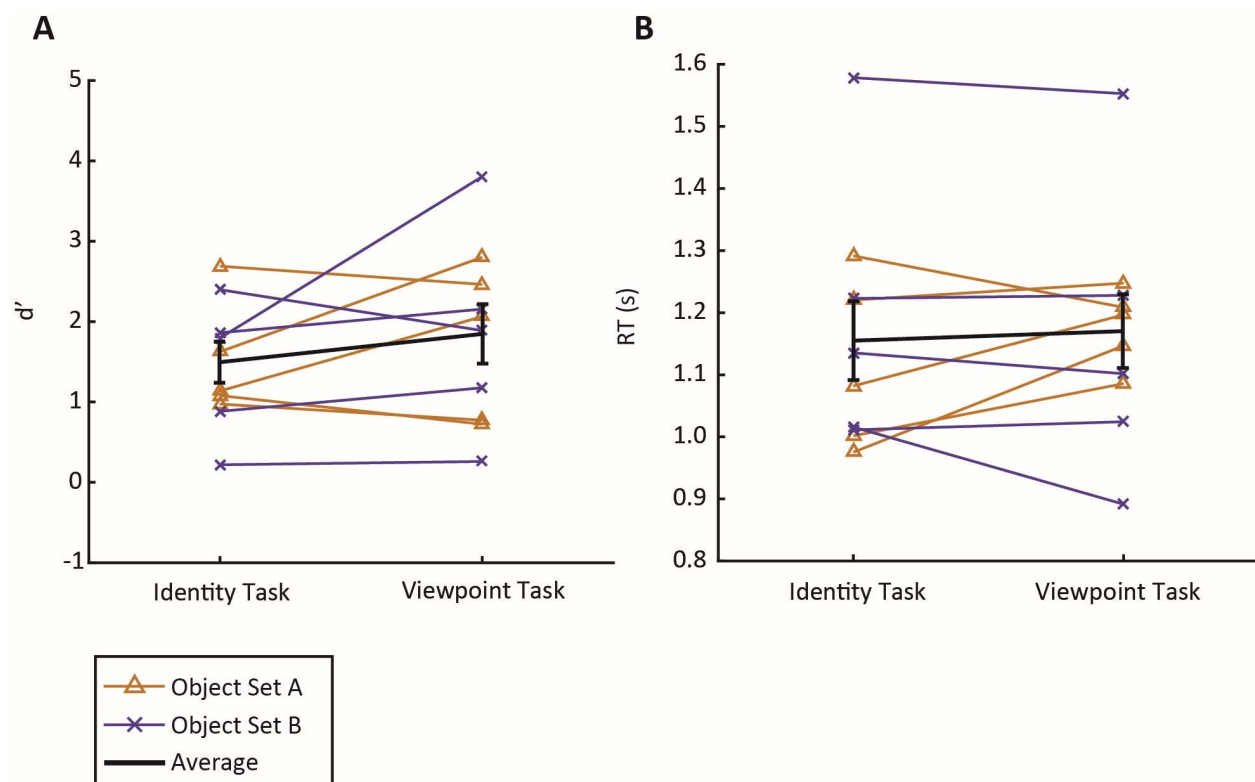 A
5
4
3
2
1
0
-1
d'
Identity Task
Viewpoint Task
B
1.6
1.5
1.4
1.3
1.2
1.1
1.0
0.9
0.8
RT (s)
Identity Task
Viewpoint Task
Object Set A
Object Set B
Average